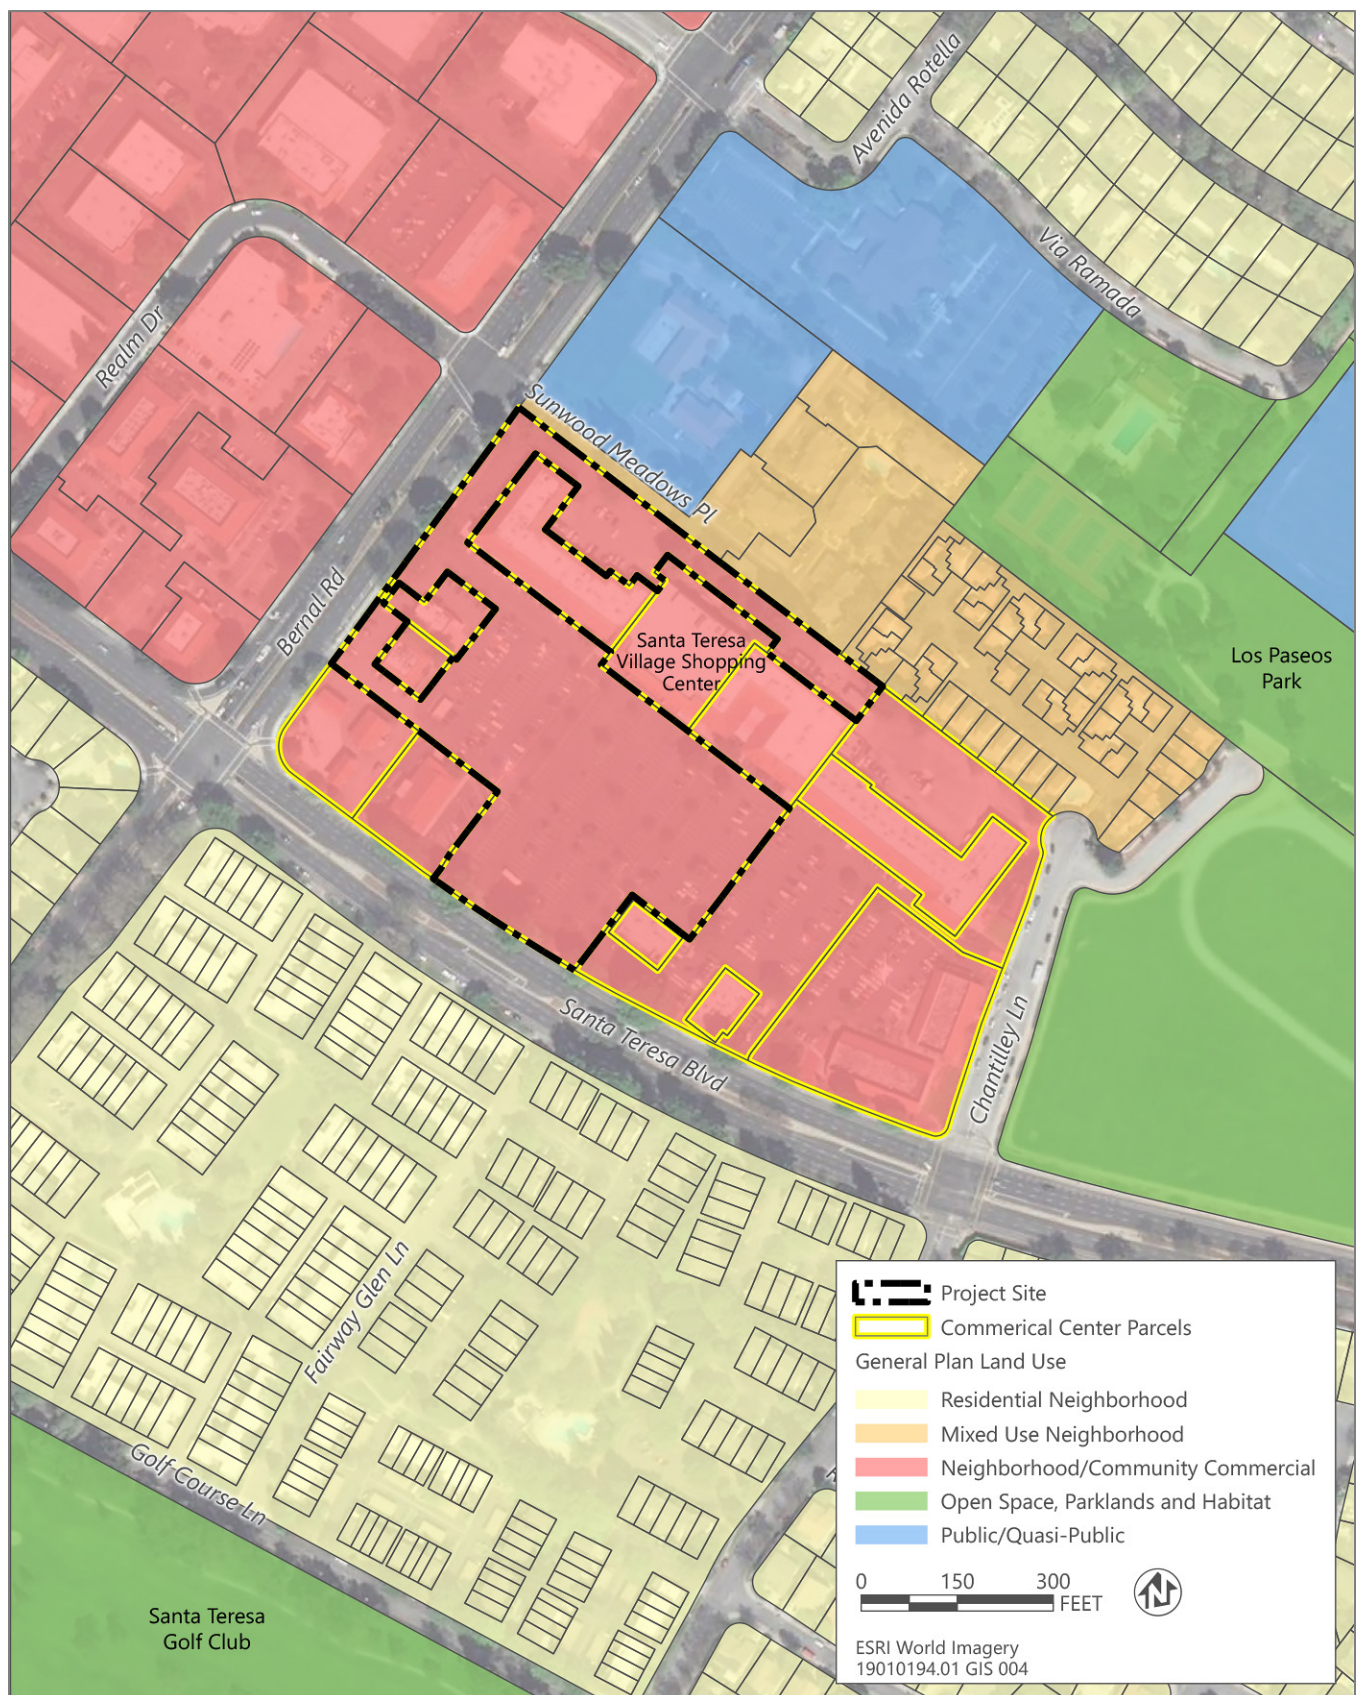 Avenida Rotella
Via Ramada
Realm Dr
Sunwood Meadows Pl
Bernal Rd
Santa Teresa
Village Shopping
Center
Los Paseos
Park
Santa Teresa Blvd
Chantilley Ln
Fairway Glen Ln
Golf Course Ln
Santa Teresa
Golf Club
Project Site
Commerical Center Parcels
General Plan Land Use
Residential Neighborhood
Mixed Use Neighborhood
Neighborhood/Community Commercial
Open Space, Parklands and Habitat
Public/Quasi-Public
0 150 300
FEET
N
ESRI World Imagery
19010194.01 GIS 004